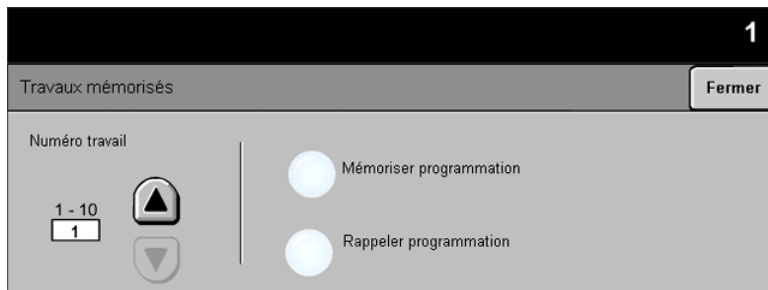 1
Travaux mémorisés
Fermer
Numéro travail
1 - 10
1
Mémoriser programmation
Rappeler programmation